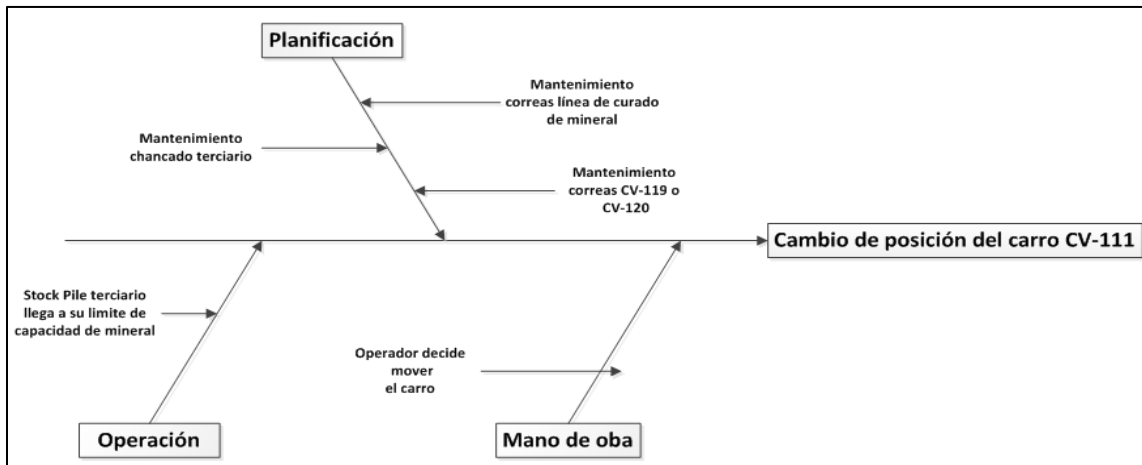 Planificación
Mantenimiento
correas línea de curado
de mineral
Mantenimiento
chancado terciario
Mantenimiento
correas CV-119 o
CV-120
Cambio de posición del carro CV-111
Stock Pile terciario
llega a su limite de
capacidad de mineral
Operador decide
mover
el carro
Operación
Mano de oba